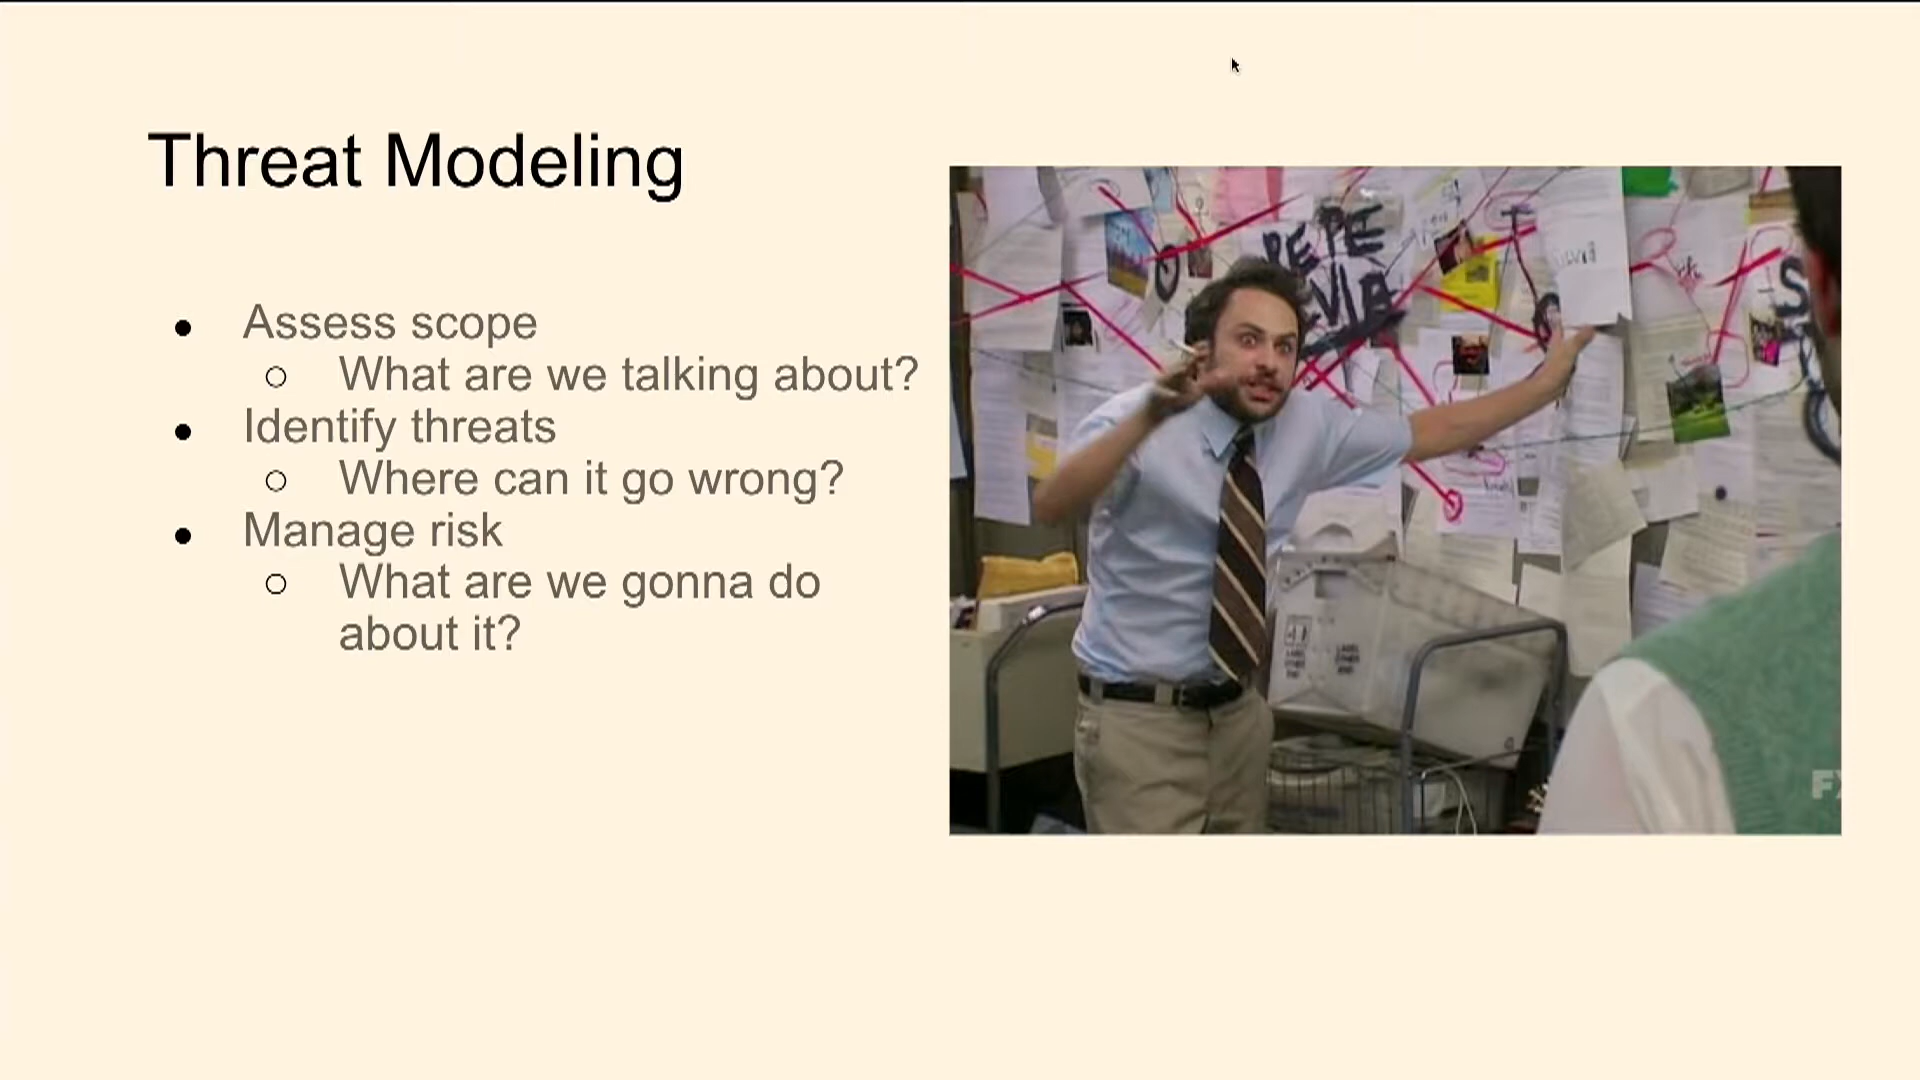 Threat Modeling
Assess scope
What are we talking about?
Identify threats
Where can it go wrong?
Manage risk
What are we gonna do
about it?
PEPE
VIA
FX